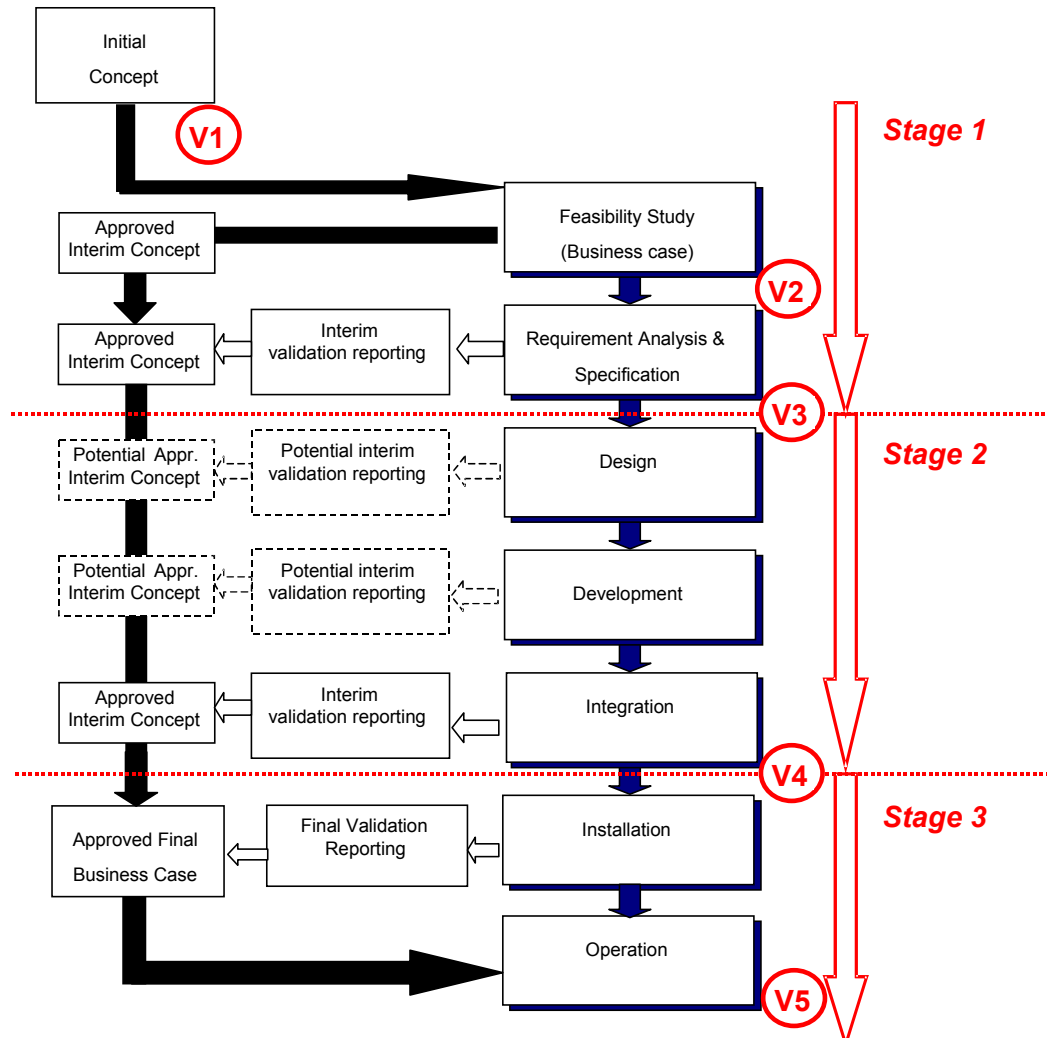 Initial
Concept
V1
Stage 1
Feasibility Study
(Business case)
Approved
Interim Concept
V2
Approved
Interim Concept
Interim
validation reporting
Requirement Analysis &
Specification
V3
Potential Appr.
Interim Concept
Potential interim
validation reporting
Design
Stage 2
Potential Appr.
Interim Concept
Potential interim
validation reporting
Development
Approved
Interim Concept
Interim
validation reporting
Integration
V4
Approved Final
Business Case
Final Validation
Reporting
Installation
Stage 3
Operation
V5